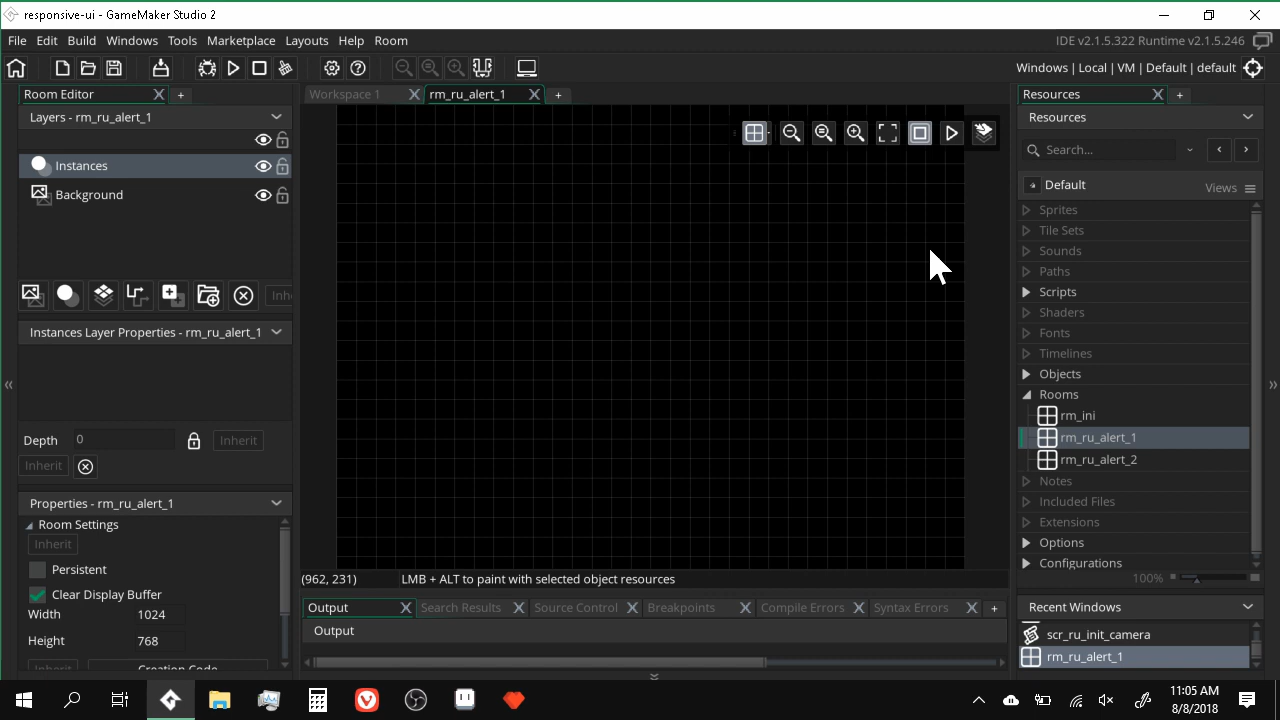 responsive-ui - GameMaker Studio 2
File Edit Build Windows Tools Marketplace Layouts Help Room
IDE v2.1.5.322 Runtime v2.1.5.246
Windows | Local | VM | Default | default
Room Editor
Layers - rm_ru_alert_1
Instances
Background
Inh
Instances Layer Properties - rm_ru_alert_1
Depth 0 Inherit
Inherit
Properties - rm_ru_alert_1
Room Settings
Inherit
Persistent
Clear Display Buffer
Width 1024
Height 768
Inherit Creation Code
Workspace 1 rm_ru_alert_1
(962, 231) LMB + ALT to paint with selected object resources
Output Search Results Source Control Breakpoints Compile Errors Syntax Errors
Output
Resources
Resources
Search...
Default Views
Sprites
Tile Sets
Sounds
Paths
Scripts
Shaders
Fonts
Timelines
Objects
Rooms
rm_ini
rm_ru_alert_1
rm_ru_alert_2
Notes
Included Files
Extensions
Options
Configurations
100%
Recent Windows
scr_ru_init_camera
rm_ru_alert_1
11:05 AM
8/8/2018